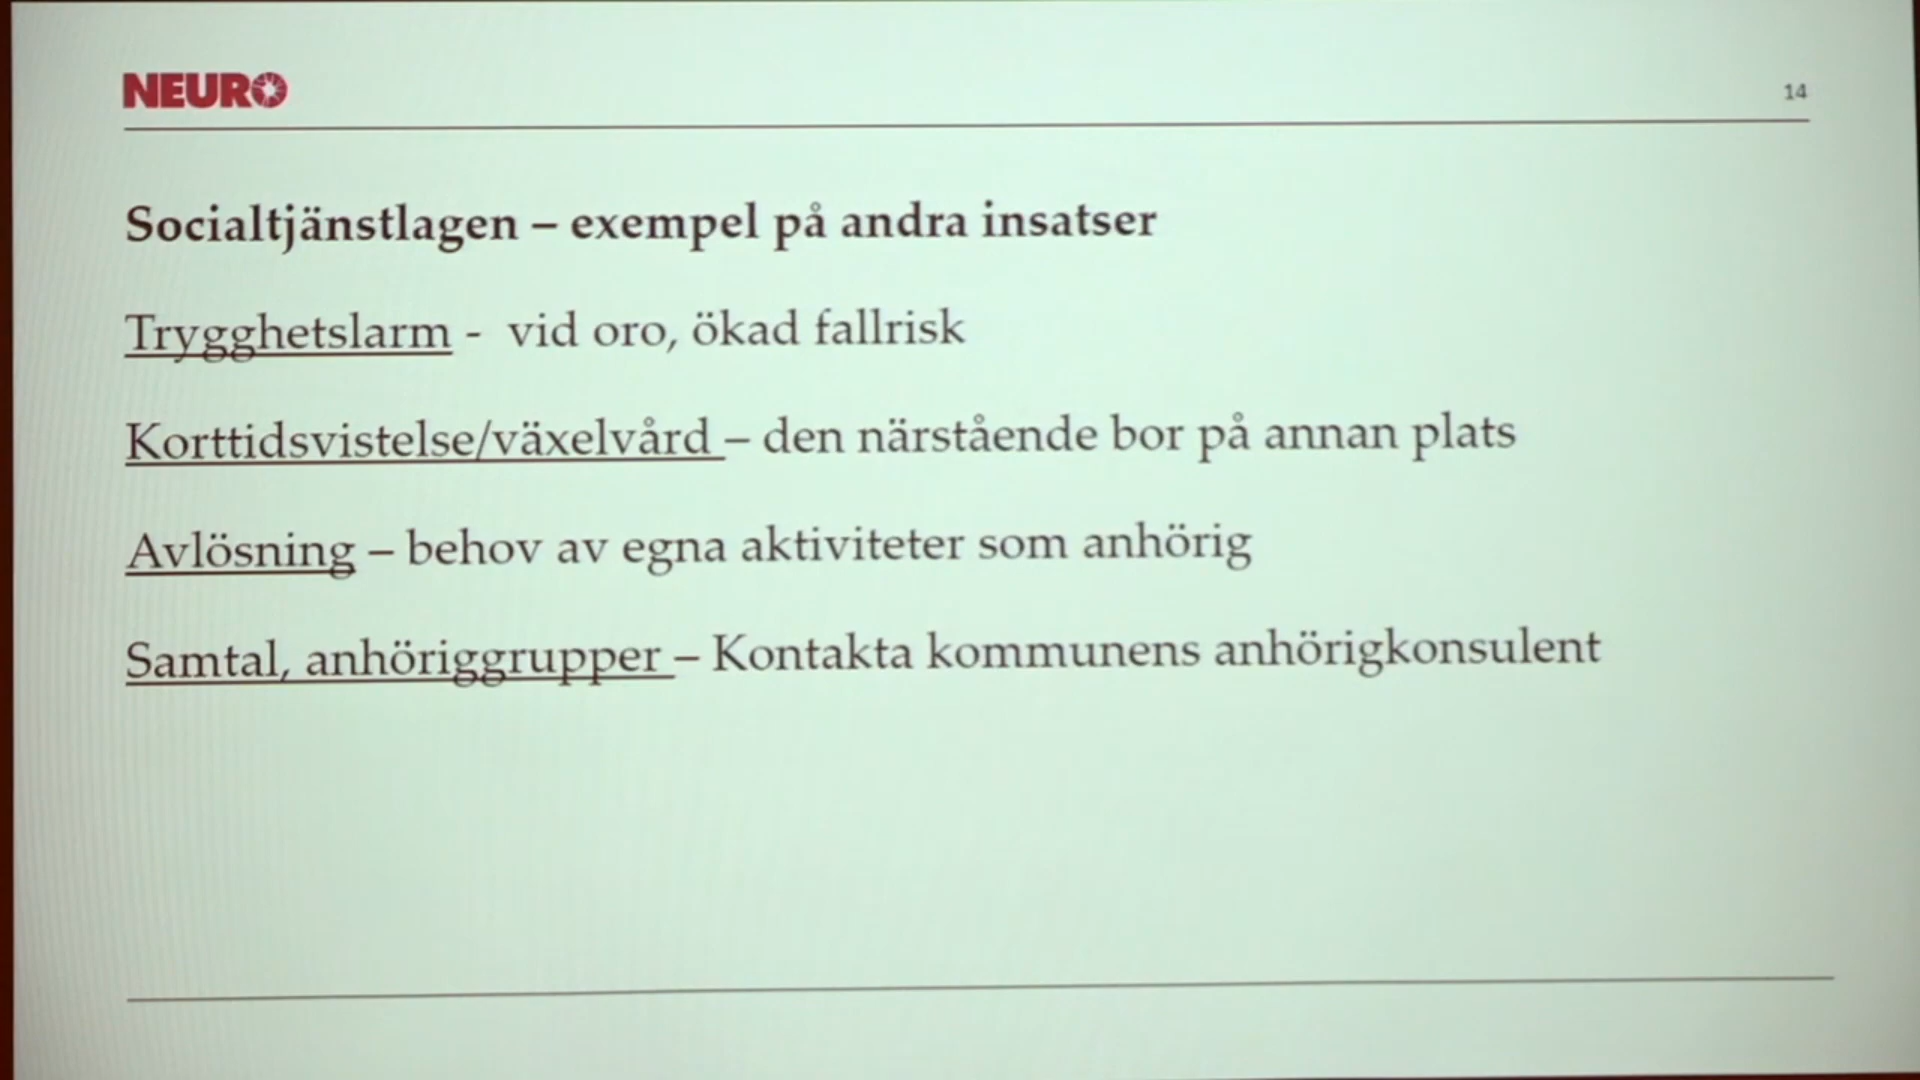 NEURO
14
Socialtjänstlagen – exempel på andra insatser
Trygghetslarm - vid oro, ökad fallrisk
Korttidsvistelse/växelvård – den närstående bor på annan plats
Avlösning – behov av egna aktiviteter som anhörig
Samtal, anhöriggrupper – Kontakta kommunens anhörigkonsulent